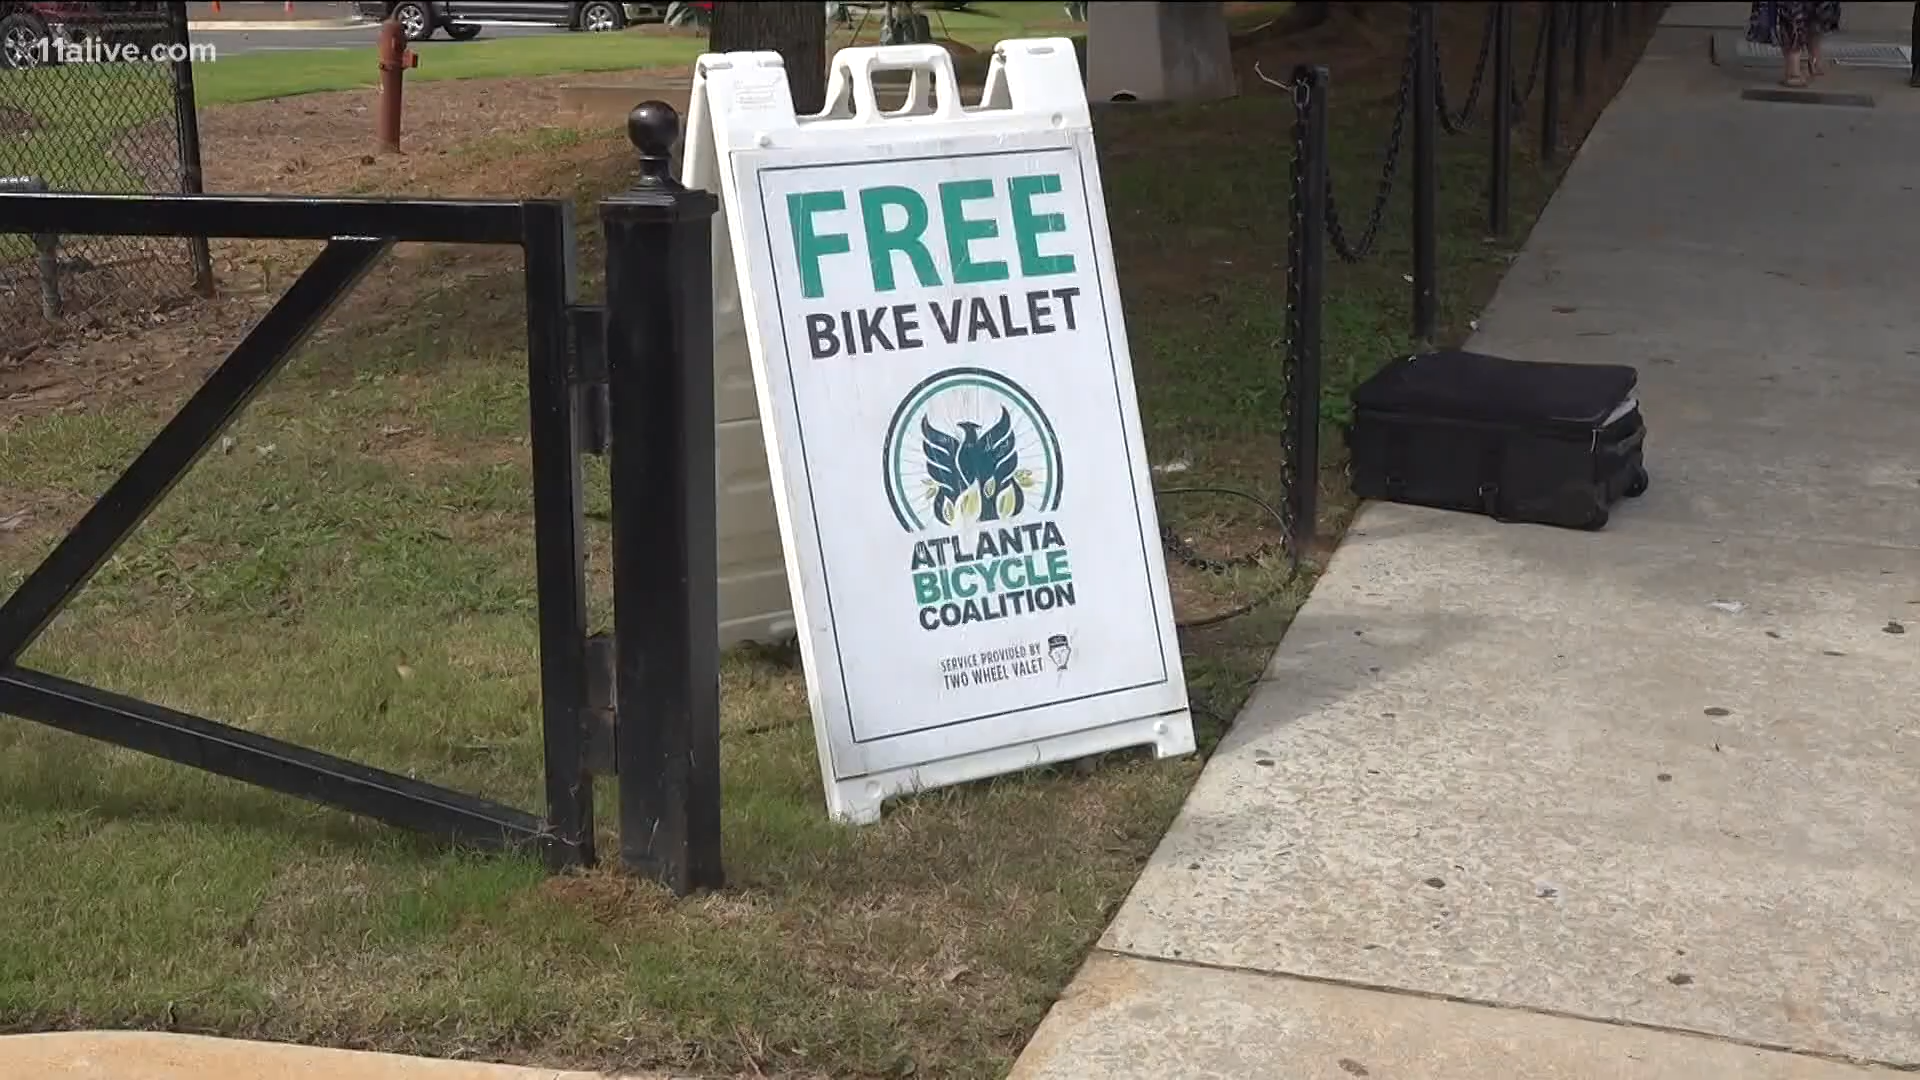 11alive.com
FREE
BIKE VALET
ATLANTA
BICYCLE
COALITION
SERVICE PROVIDED BY
TWO WHEEL VALET